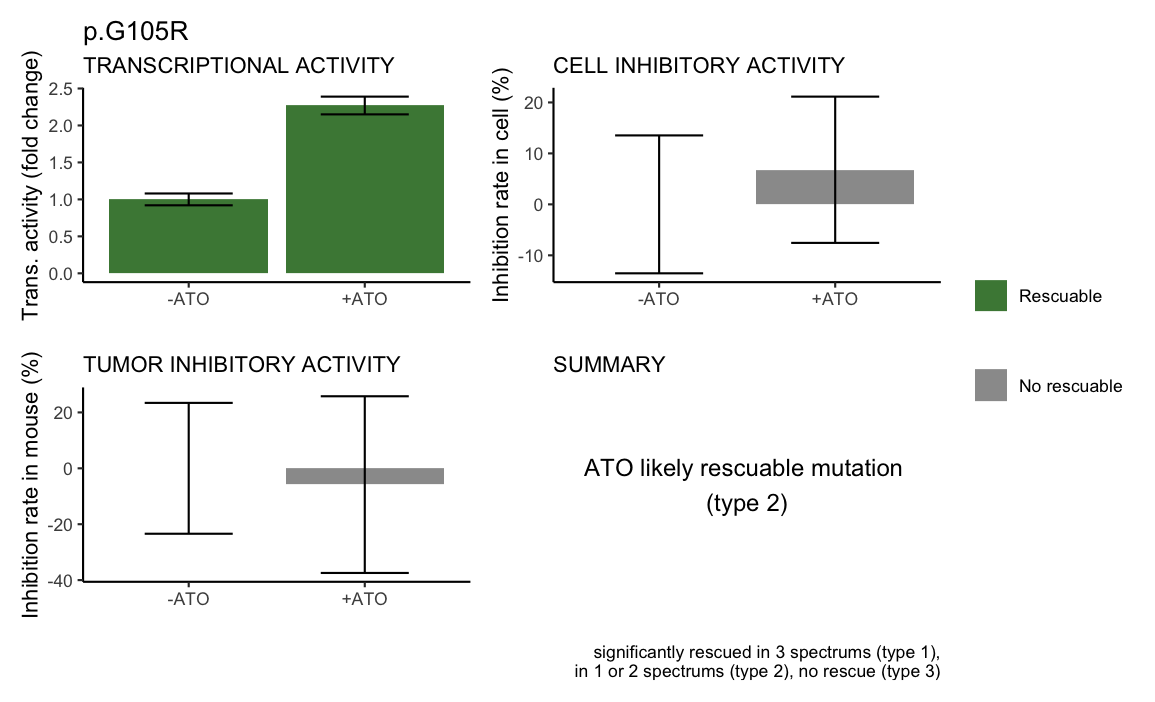 p.G105R
TRANSCRIPTIONAL ACTIVITY
Trans. activity (fold change)
2.5
2.0
1.5
1.0
0.5
0.0
-ATO +ATO
CELL INHIBITORY ACTIVITY
Inhibition rate in cell (%)
20
10
0
-10
-ATO +ATO
Rescuable
No rescuable
TUMOR INHIBITORY ACTIVITY
Inhibition rate in mouse (%)
20
0
-20
-40
-ATO +ATO
SUMMARY
ATO likely rescuable mutation
(type 2)
significantly rescued in 3 spectrums (type 1),
in 1 or 2 spectrums (type 2), no rescue (type 3)